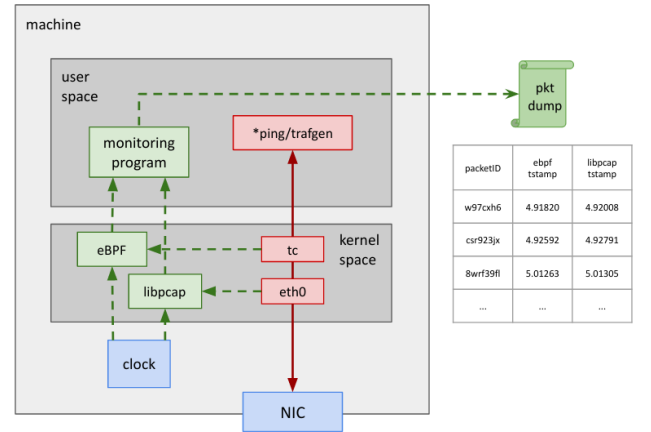 machine
user
space
monitoring
program
*ping/trafgen
pkt
dump
kernel
space
eBPF
tc
libpcap
eth0
clock
NIC
packetID
ebpf
tstamp
libpcap
tstamp
w97cxh6
4.91820
4.92008
csr923jx
4.92592
4.92791
8wrf39fl
5.01263
5.01305
...
...
...